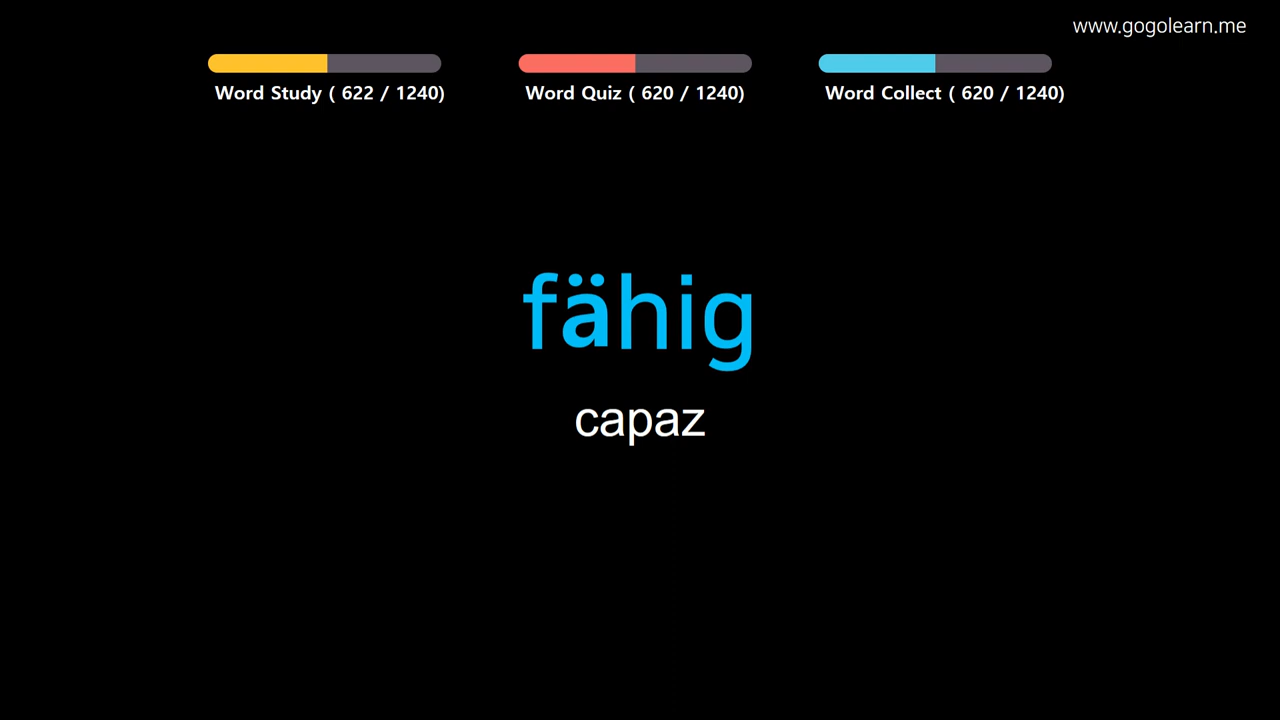 www.gogolearn.me
Word Study ( 622 / 1240)
Word Quiz ( 620 / 1240)
Word Collect ( 620 / 1240)
fähig
capaz